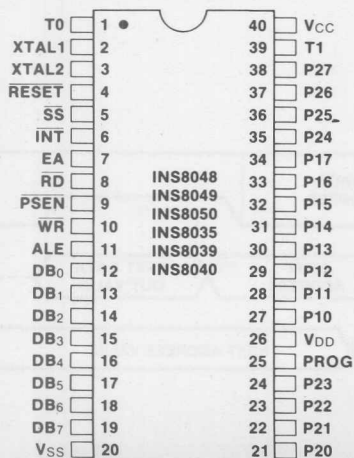 T0 1 40 VCC
XTAL1 2 39 T1
XTAL2 3 38 P27
RESET 4 37 P26
SS 5 36 P25
INT 6 35 P24
EA 7 34 P17
RD 8 INS8048 33 P16
PSEN 9 INS8049 32 P15
WR 10 INS8050 31 P14
ALE 11 INS8035 30 P13
DB0 12 INS8039 29 P12
DB1 13 INS8040 28 P11
DB2 14 27 P10
DB3 15 26 VDD
DB4 16 25 PROG
DB5 17 24 P23
DB6 18 23 P22
DB7 19 22 P21
VSS 20 21 P20